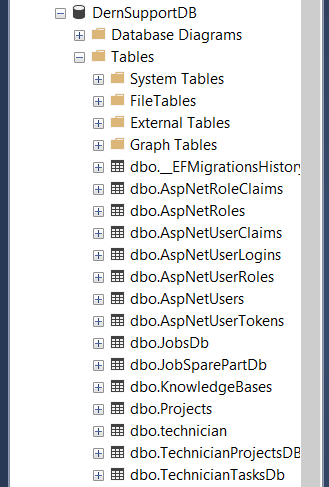 DernSupportDB
Database Diagrams
Tables
System Tables
FileTables
External Tables
Graph Tables
dbo.__EFMigrationsHistory
dbo.AspNetRoleClaims
dbo.AspNetRoles
dbo.AspNetUserClaims
dbo.AspNetUserLogins
dbo.AspNetUserRoles
dbo.AspNetUsers
dbo.AspNetUserTokens
dbo.JobsDb
dbo.JobSparePartDb
dbo.KnowledgeBases
dbo.Projects
dbo.technician
dbo.TechnicianProjectsDB
dbo.TechnicianTasksDb